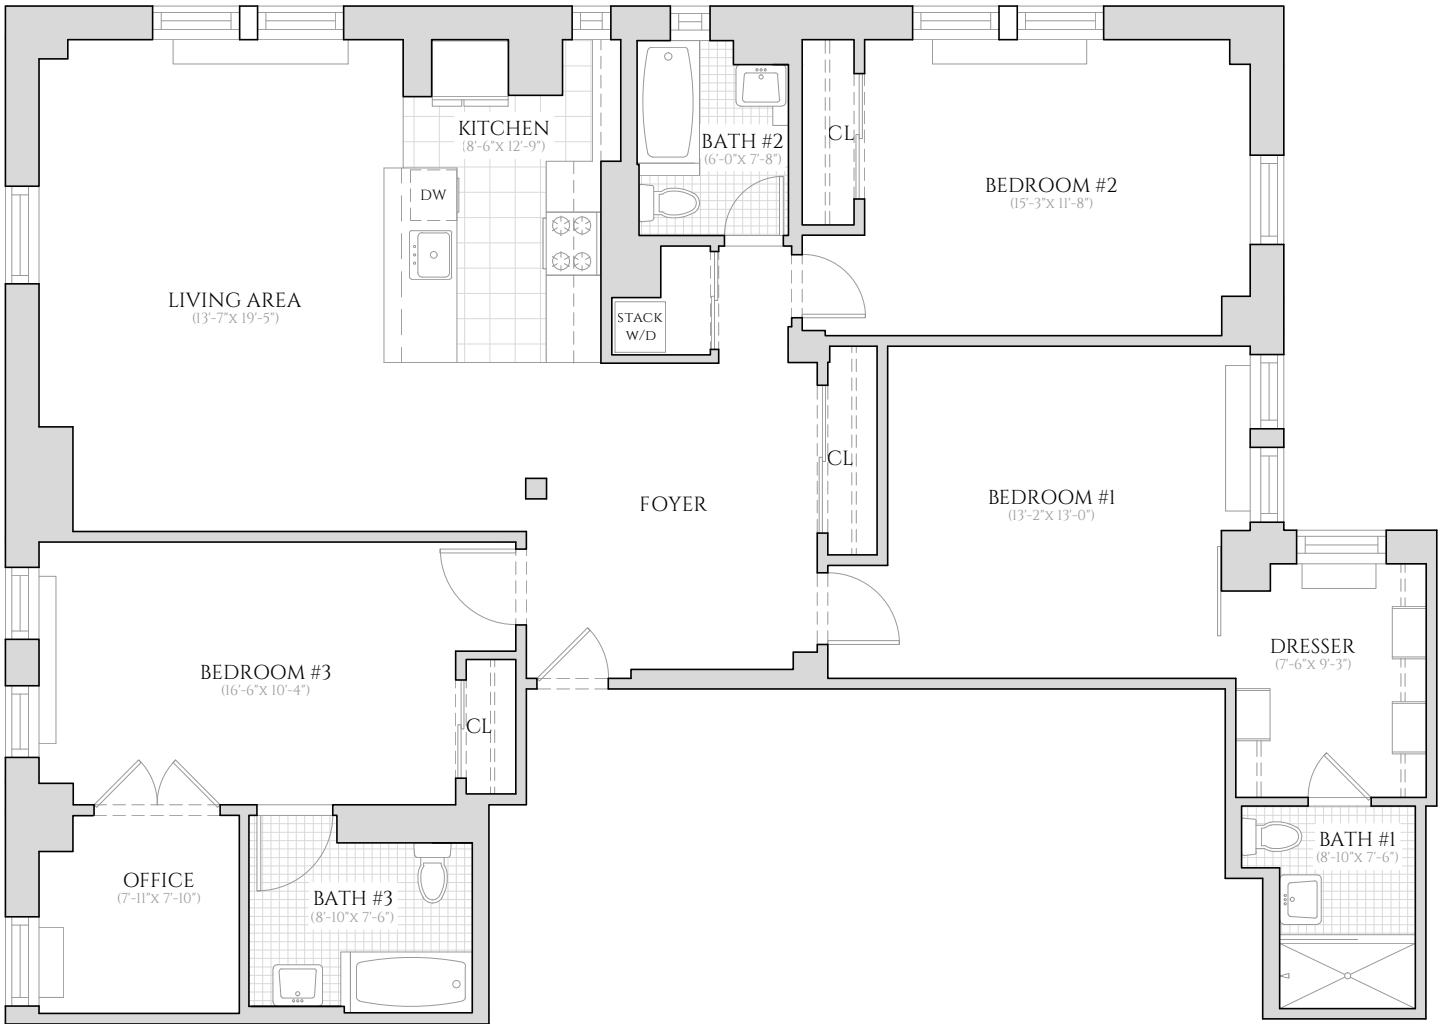 KITCHEN
(8'-6"X 12'-9")
BATH #2
(6'-0"X 7'-8")
CL
BEDROOM #2
(15'-3"X 11'-8")
DW
LIVING AREA
(13'-7"X 19'-5")
STACK
W/D
CL
FOYER
BEDROOM #1
(13'-2"X 13'-0")
BEDROOM #3
(16'-6"X 10'-4")
CL
DRESSER
(7'-6"X 9'-3")
OFFICE
(7'-11"X 7'-10")
BATH #3
(8'-10"X 7'-6")
BATH #1
(8'-10"X 7'-6")